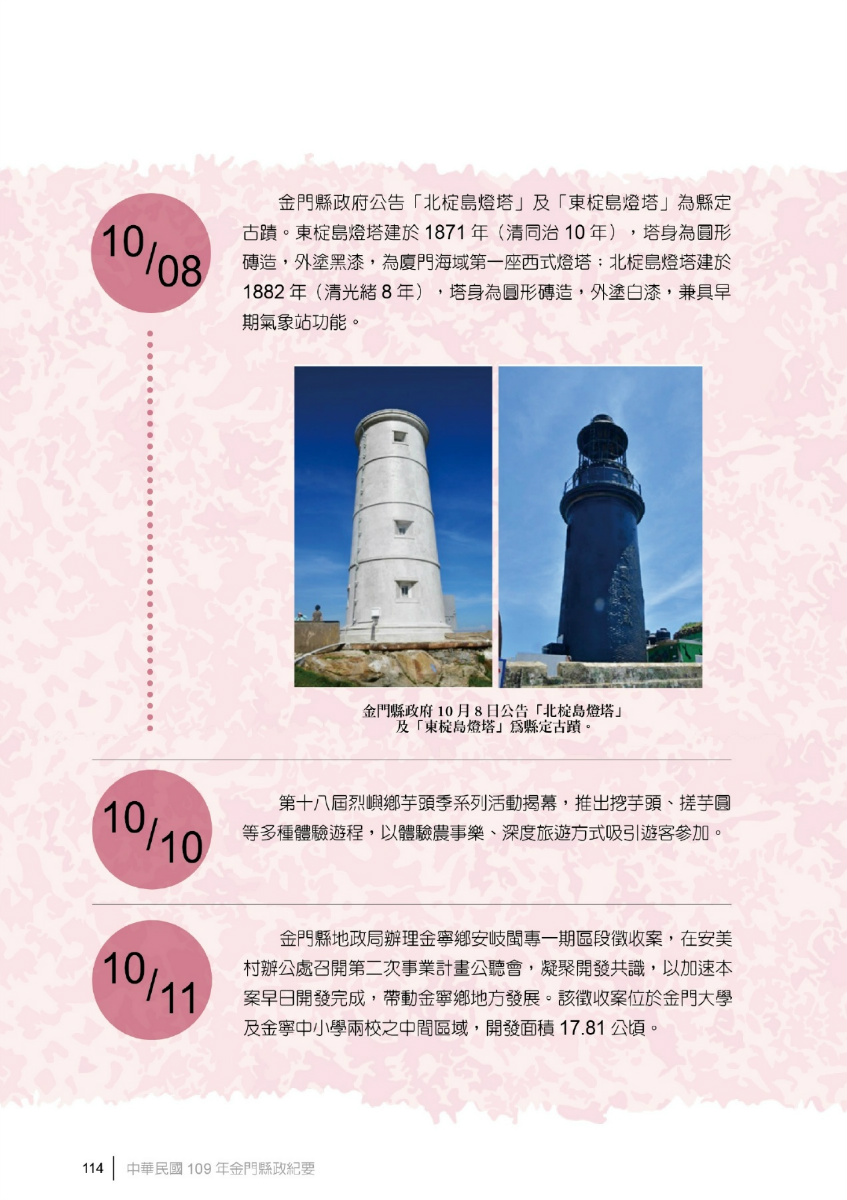 10/08
金門縣政府公告「北椗島燈塔」及「東椗島燈塔」為縣定
古蹟。東椗島燈塔建於 1871 年（清同治 10 年），塔身為圓形
磚造，外塗黑漆，為廈門海域第一座西式燈塔；北椗島燈塔建於
1882 年（清光緒 8 年），塔身為圓形磚造，外塗白漆，兼具早
期氣象站功能。
金門縣政府 10 月 8 日公告「北椗島燈塔」
及「東椗島燈塔」為縣定古蹟。
10/10
第十八屆烈嶼鄉芋頭季系列活動揭幕，推出挖芋頭、搓芋圓
等多種體驗遊程，以體驗農事樂、深度旅遊方式吸引遊客參加。
10/11
金門縣地政局辦理金寧鄉安岐閩專一期區段徵收案，在安美
村辦公處召開第二次事業計畫公聽會，凝聚開發共識，以加速本
案早日開發完成，帶動金寧鄉地方發展。該徵收案位於金門大學
及金寧中小學兩校之中間區域，開發面積 17.81 公頃。
114 中華民國 109 年金門縣政紀要